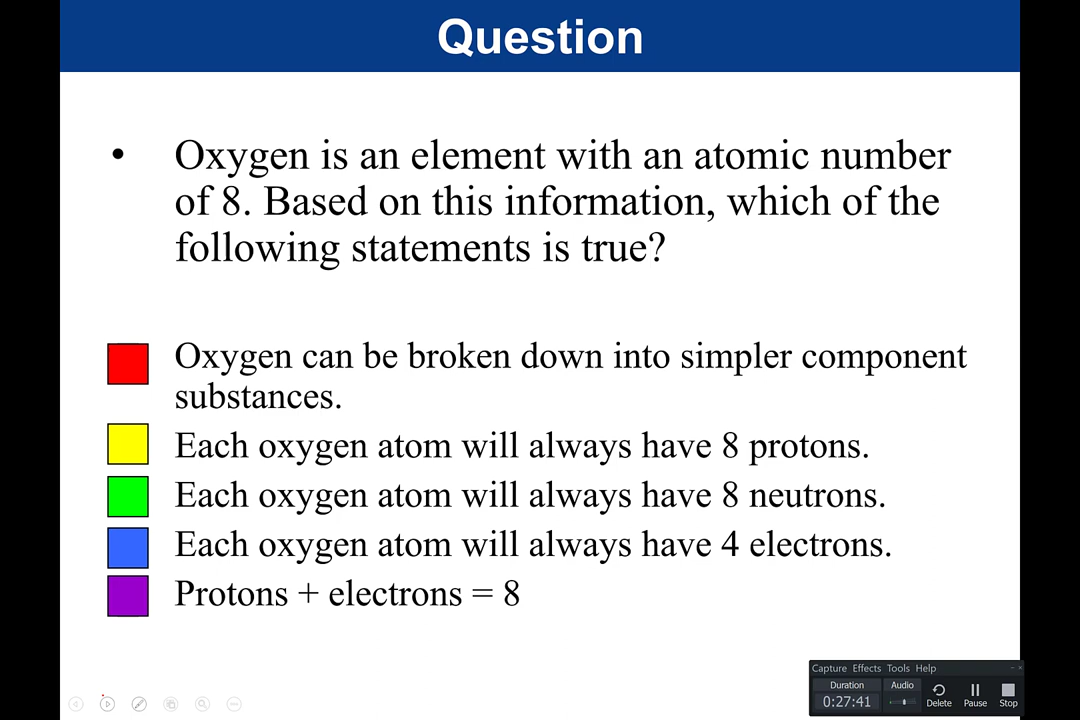 Question
• Oxygen is an element with an atomic number
of 8. Based on this information, which of the
following statements is true?
Oxygen can be broken down into simpler component
substances.
Each oxygen atom will always have 8 protons.
Each oxygen atom will always have 8 neutrons.
Each oxygen atom will always have 4 electrons.
Protons + electrons = 8
Capture Effects Tools Help
Duration Audio
0:27:41 Delete Pause Stop